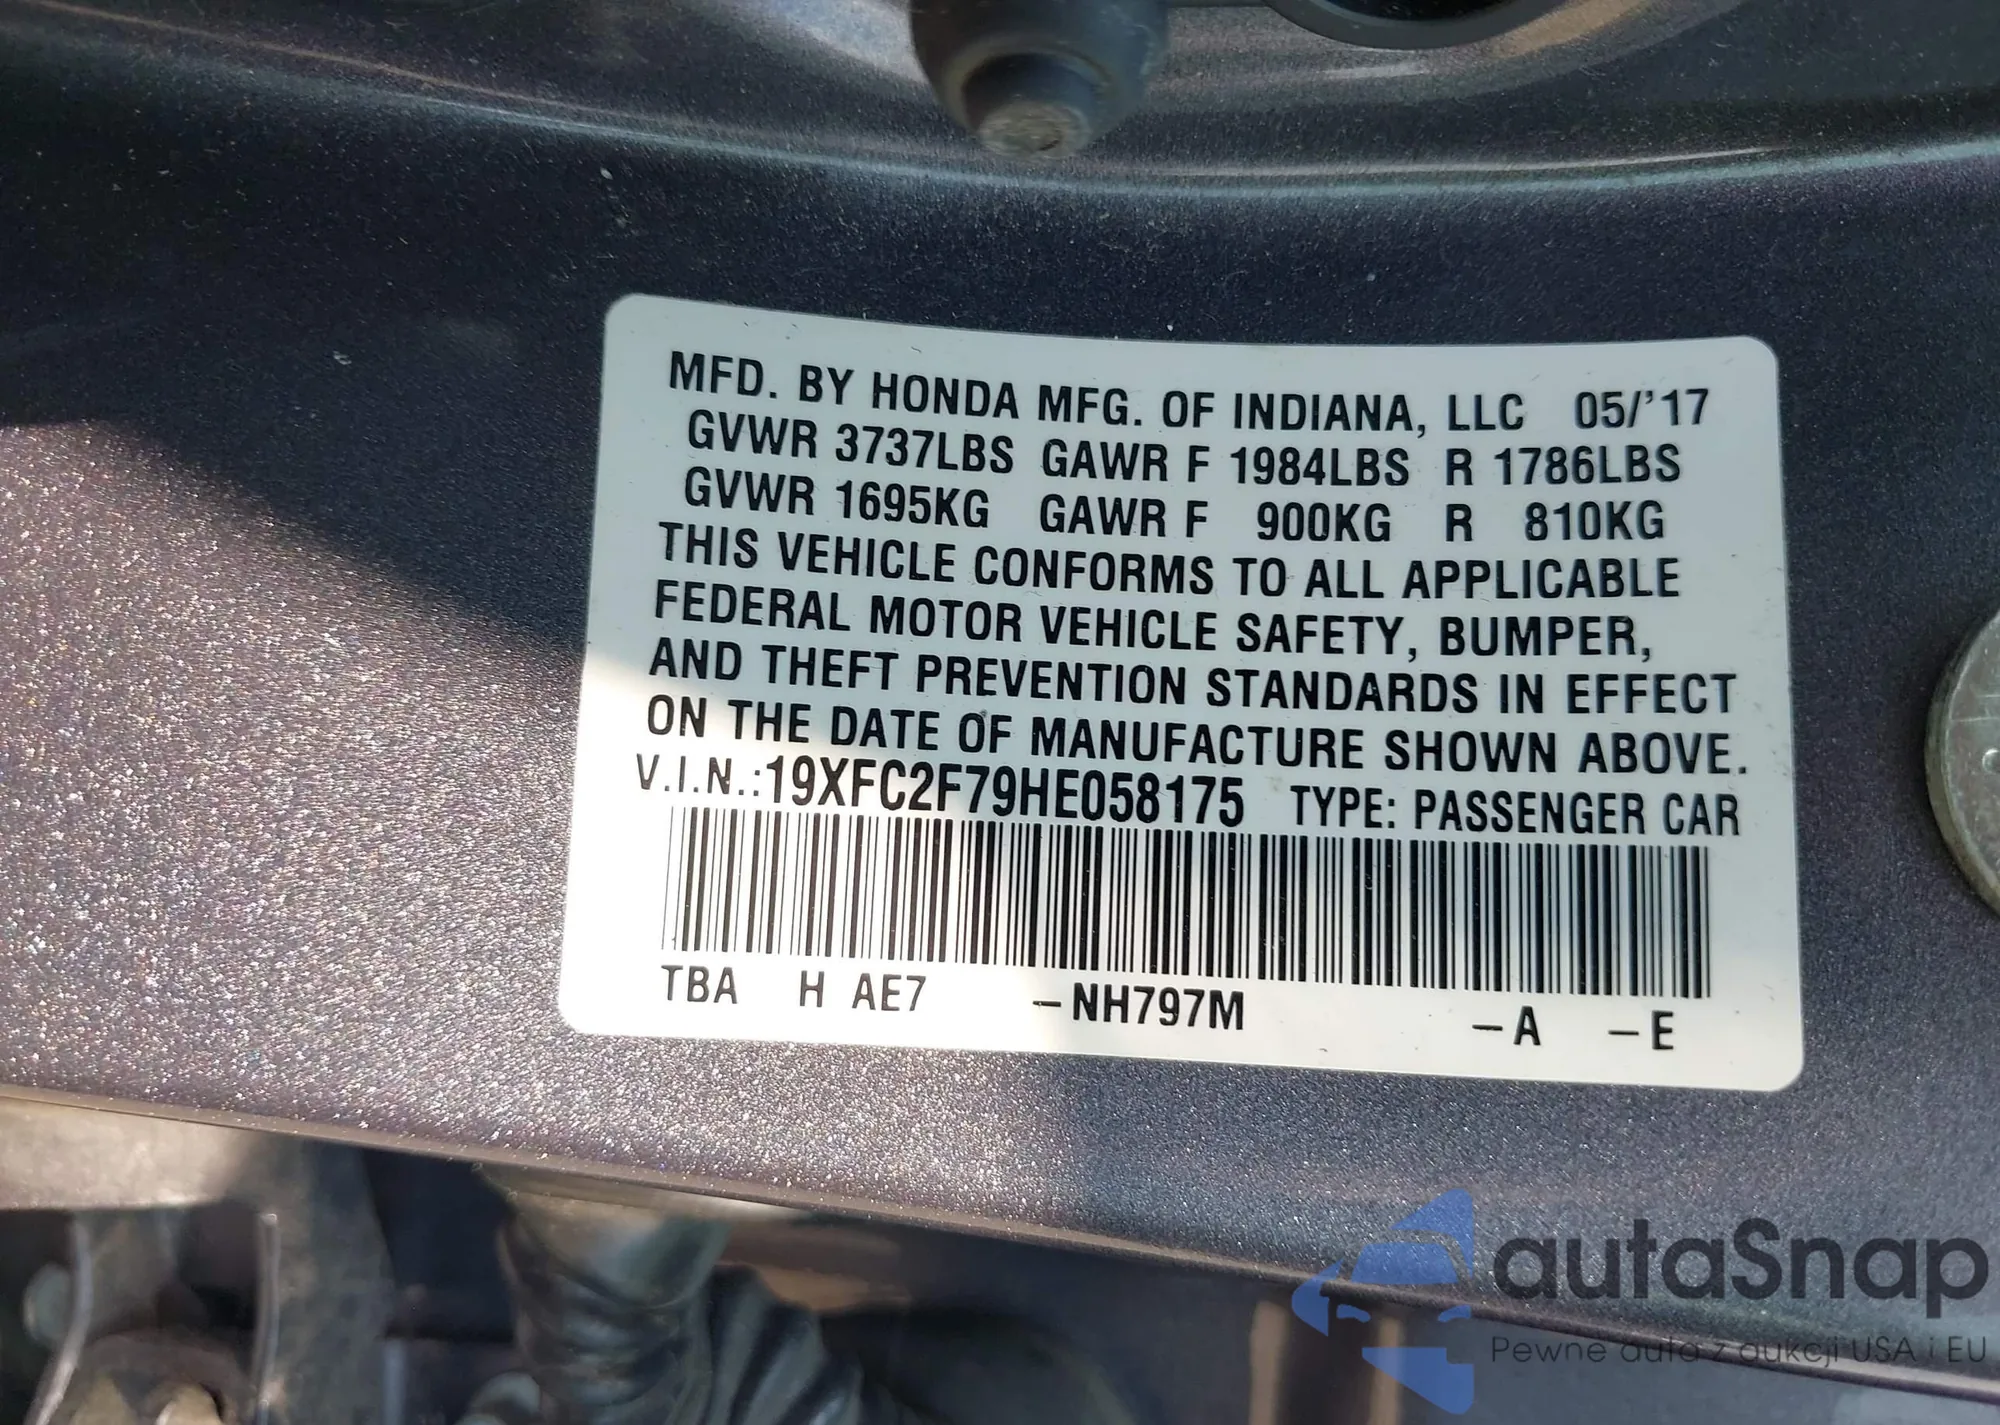 MFD. BY HONDA MFG. OF INDIANA, LLC 05/'17
GVWR 3737LBS GAWR F 1984LBS R 1786LBS
GVWR 1695KG GAWR F 900KG R 810KG
THIS VEHICLE CONFORMS TO ALL APPLICABLE
FEDERAL MOTOR VEHICLE SAFETY, BUMPER,
AND THEFT PREVENTION STANDARDS IN EFFECT
ON THE DATE OF MANUFACTURE SHOWN ABOVE.
V.I.N.:19XFC2F79HE058175 TYPE: PASSENGER CAR
TBA H AE7 -NH797M -A -E
autaSnap
Pewne auta z aukcji USA i EU